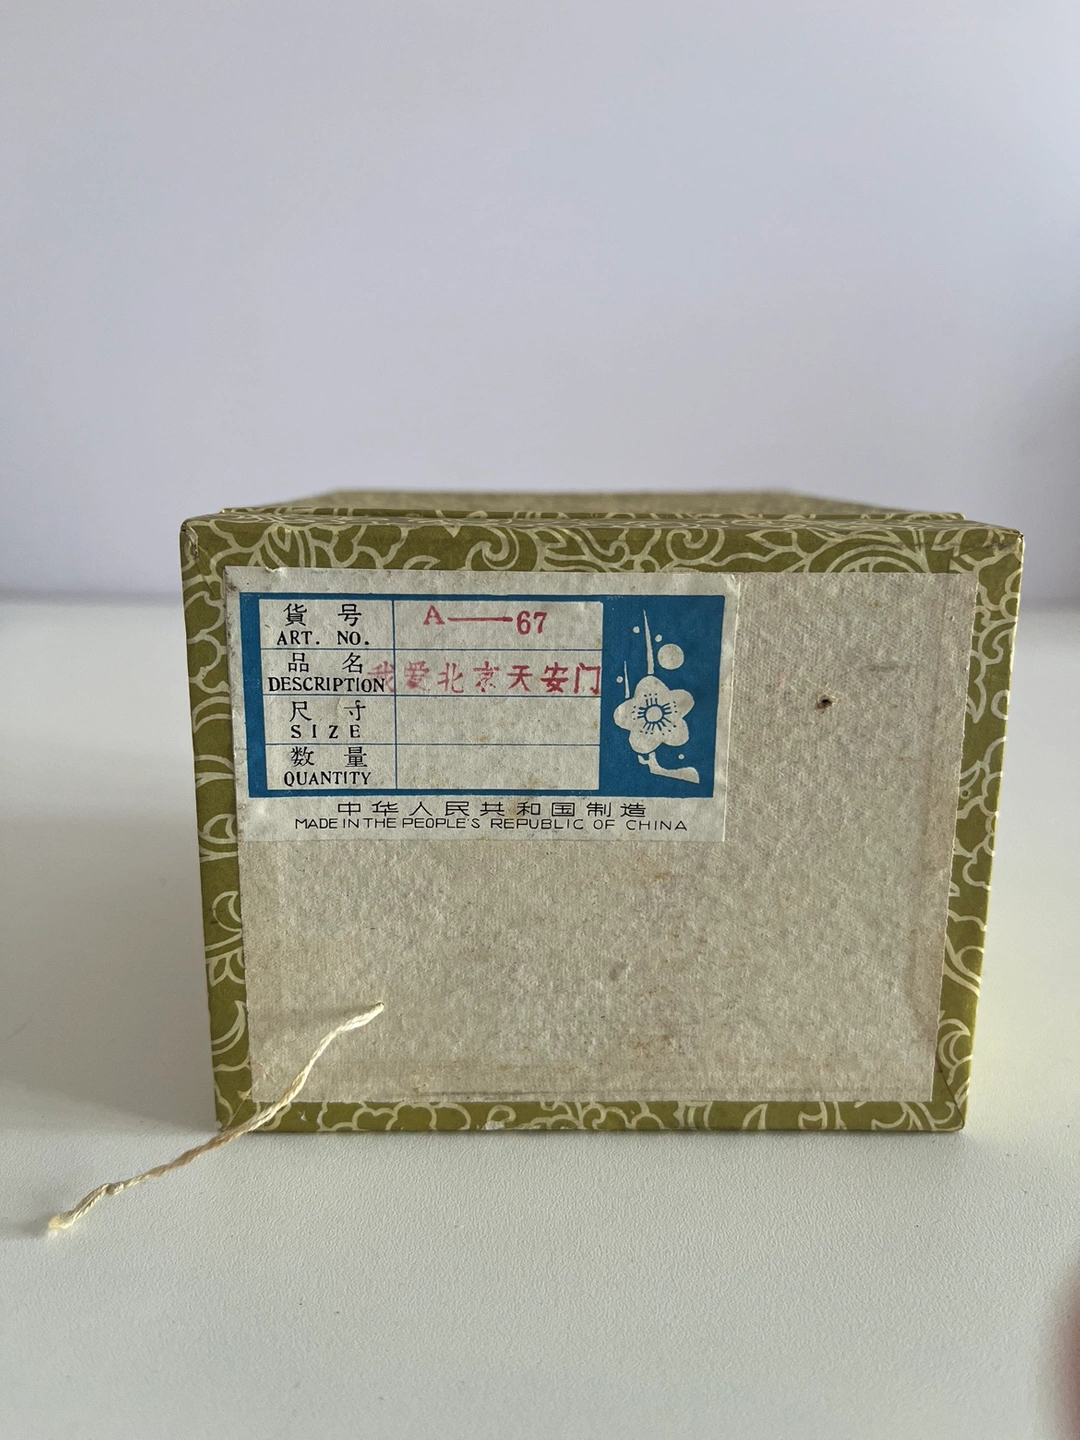 貨号 A——67
ART. NO.
品名 我爱北京天安门
DESCRIPTION
尺寸
SIZE
数量
QUANTITY
中华人民共和国制造
MADE IN THE PEOPLE'S REPUBLIC OF CHINA